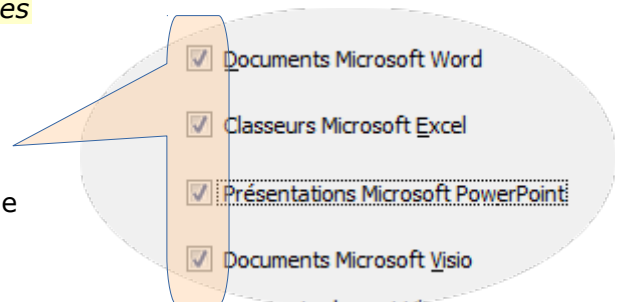 es
Documents Microsoft Word
Classeurs Microsoft Excel
Présentations Microsoft PowerPoint
e
Documents Microsoft Visio